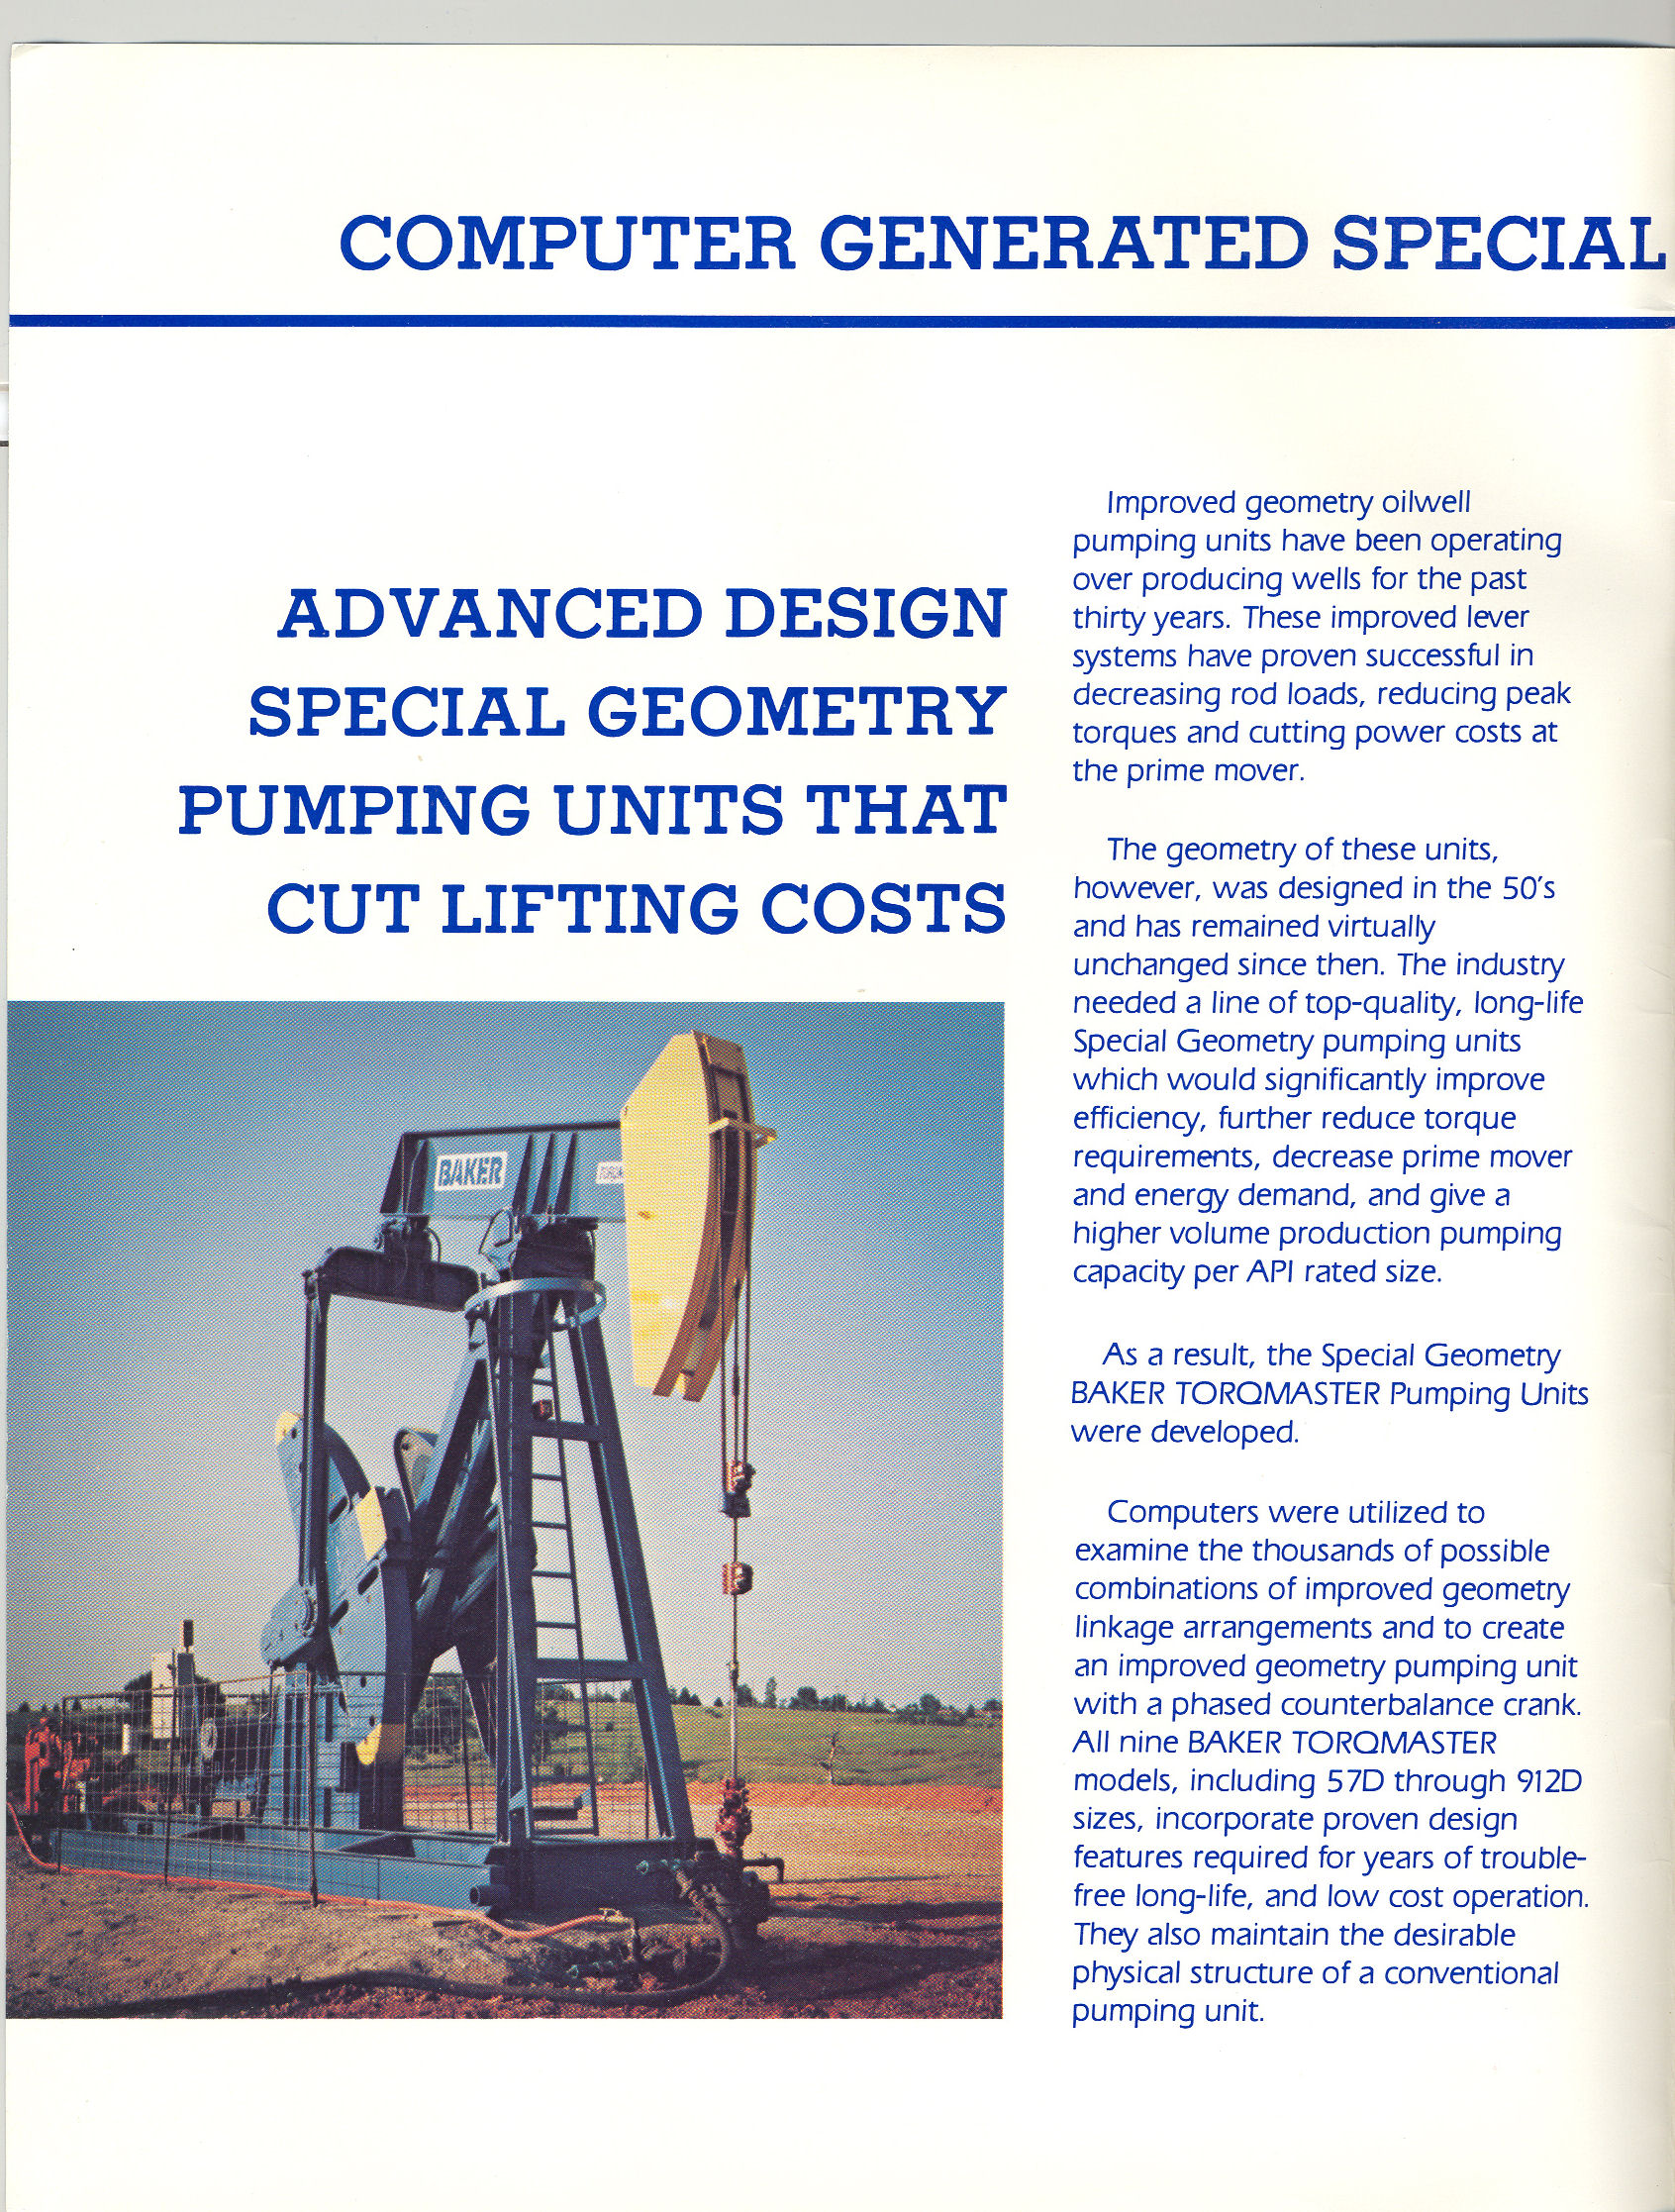 COMPUTER GENERATED SPECIAL
ADVANCED DESIGN
SPECIAL GEOMETRY
PUMPING UNITS THAT
CUT LIFTING COSTS
BAKER
Improved geometry oilwell
pumping units have been operating
over producing wells for the past
thirty years. These improved lever
systems have proven successful in
decreasing rod loads, reducing peak
torques and cutting power costs at
the prime mover.
The geometry of these units,
however, was designed in the 50's
and has remained virtually
unchanged since then. The industry
needed a line of top-quality, long-life
Special Geometry pumping units
which would significantly improve
efficiency, further reduce torque
requirements, decrease prime mover
and energy demand, and give a
higher volume production pumping
capacity per API rated size.
As a result, the Special Geometry
BAKER TORQMASTER Pumping Units
were developed.
Computers were utilized to
examine the thousands of possible
combinations of improved geometry
linkage arrangements and to create
an improved geometry pumping unit
with a phased counterbalance crank.
All nine BAKER TORQMASTER
models, including 57D through 912D
sizes, incorporate proven design
features required for years of trouble-
free long-life, and low cost operation.
They also maintain the desirable
physical structure of a conventional
pumping unit.